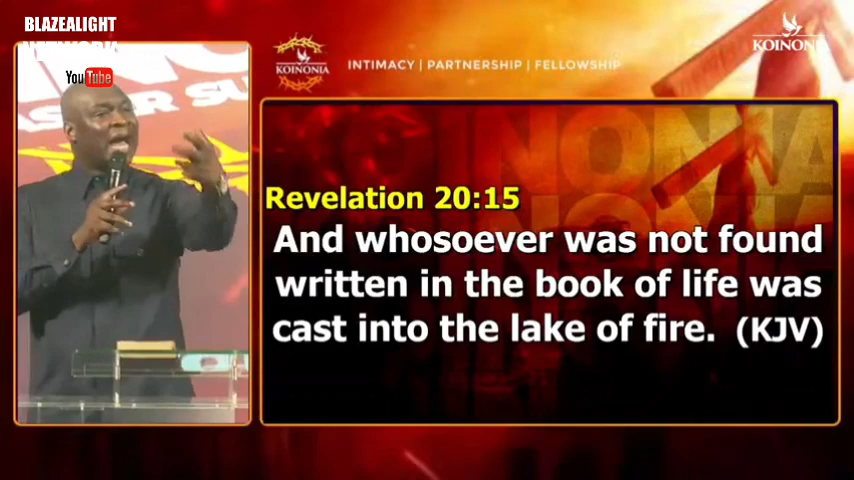 BLAZEALIGHT
NETWORK
YouTube
KOINONIA
INTIMACY | PARTNERSHIP | FELLOWSHIP
KOINONIA
Revelation 20:15
And whosoever was not found
written in the book of life was
cast into the lake of fire. (KJV)